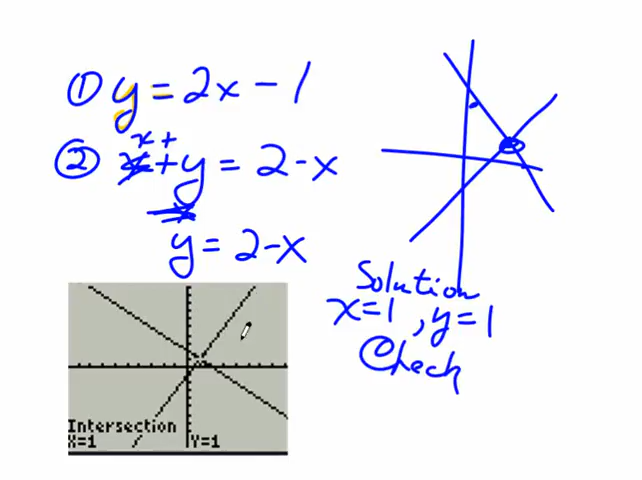 ① y = 2x - 1
x +
② x + y = 2 - x
y = 2 - x
Solution
x = 1 , y = 1
Check
Intersection
X=1 Y=1